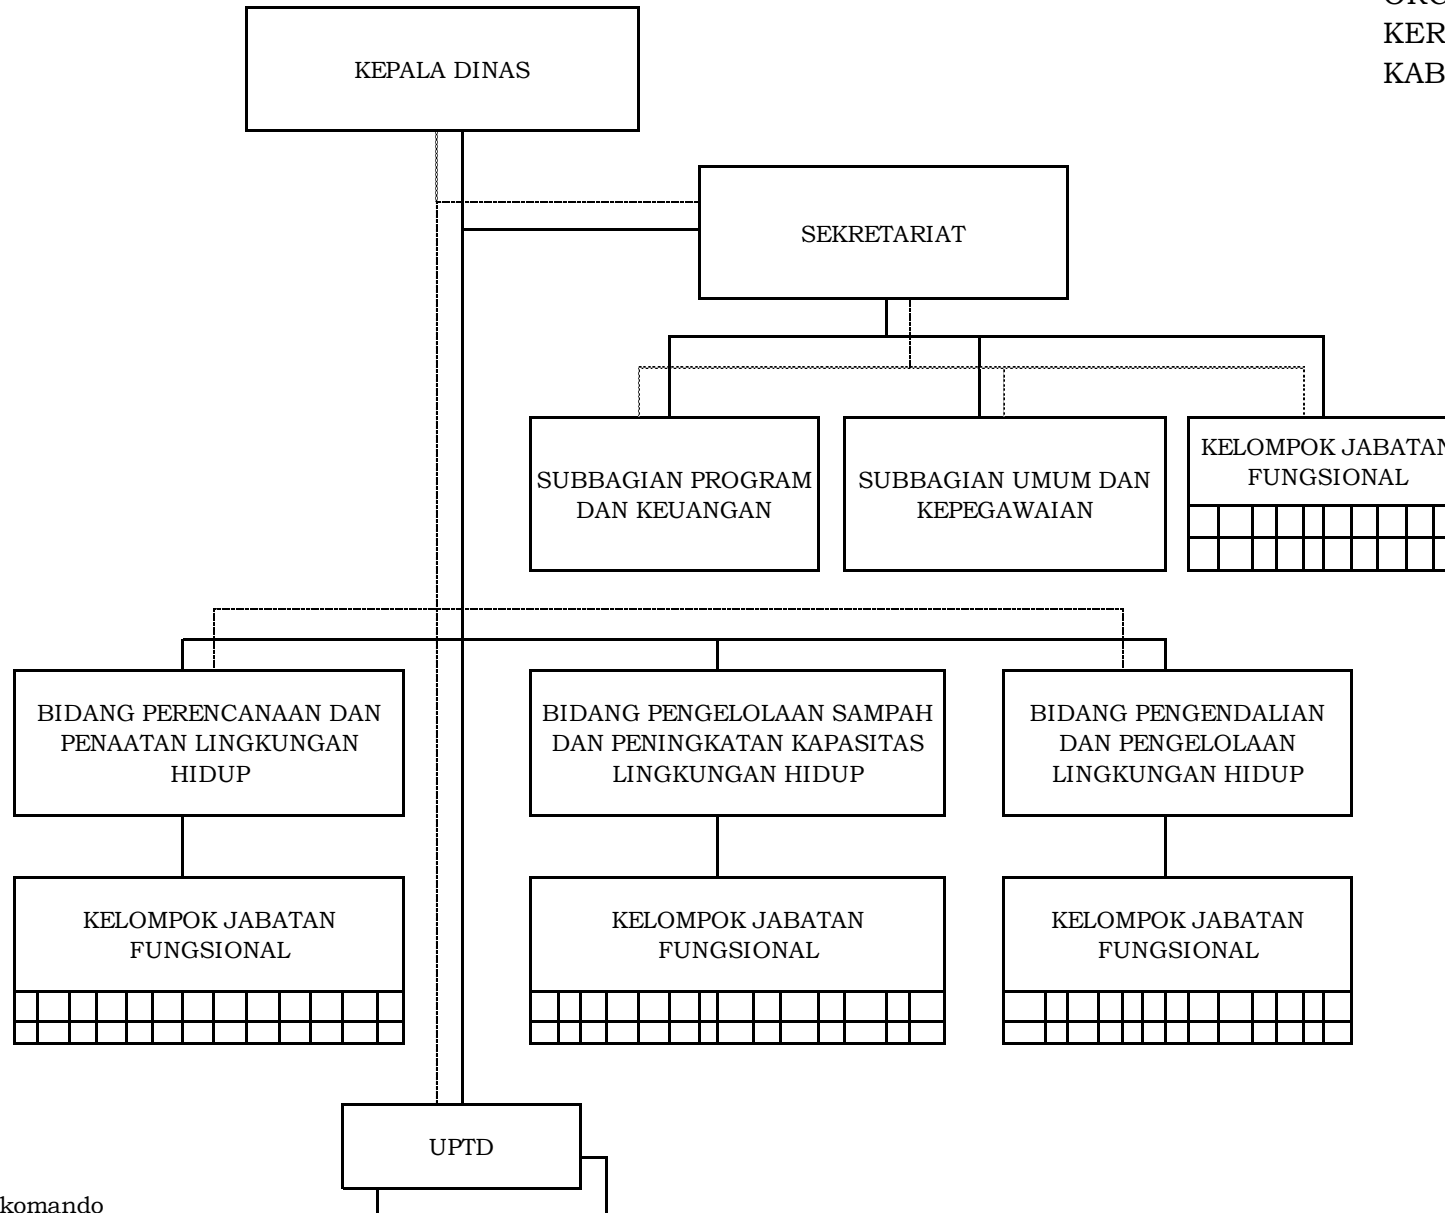 KER
KAB
KEPALA DINAS
SEKRETARIAT
SUBBAGIAN PROGRAM
DAN KEUANGAN
SUBBAGIAN UMUM DAN
KEPEGAWAIAN
KELOMPOK JABATAN
FUNGSIONAL
BIDANG PERENCANAAN DAN
PENAATAN LINGKUNGAN
HIDUP
BIDANG PENGELOLAAN SAMPAH
DAN PENINGKATAN KAPASITAS
LINGKUNGAN HIDUP
BIDANG PENGENDALIAN
DAN PENGELOLAAN
LINGKUNGAN HIDUP
KELOMPOK JABATAN
FUNGSIONAL
KELOMPOK JABATAN
FUNGSIONAL
KELOMPOK JABATAN
FUNGSIONAL
UPTD
komando